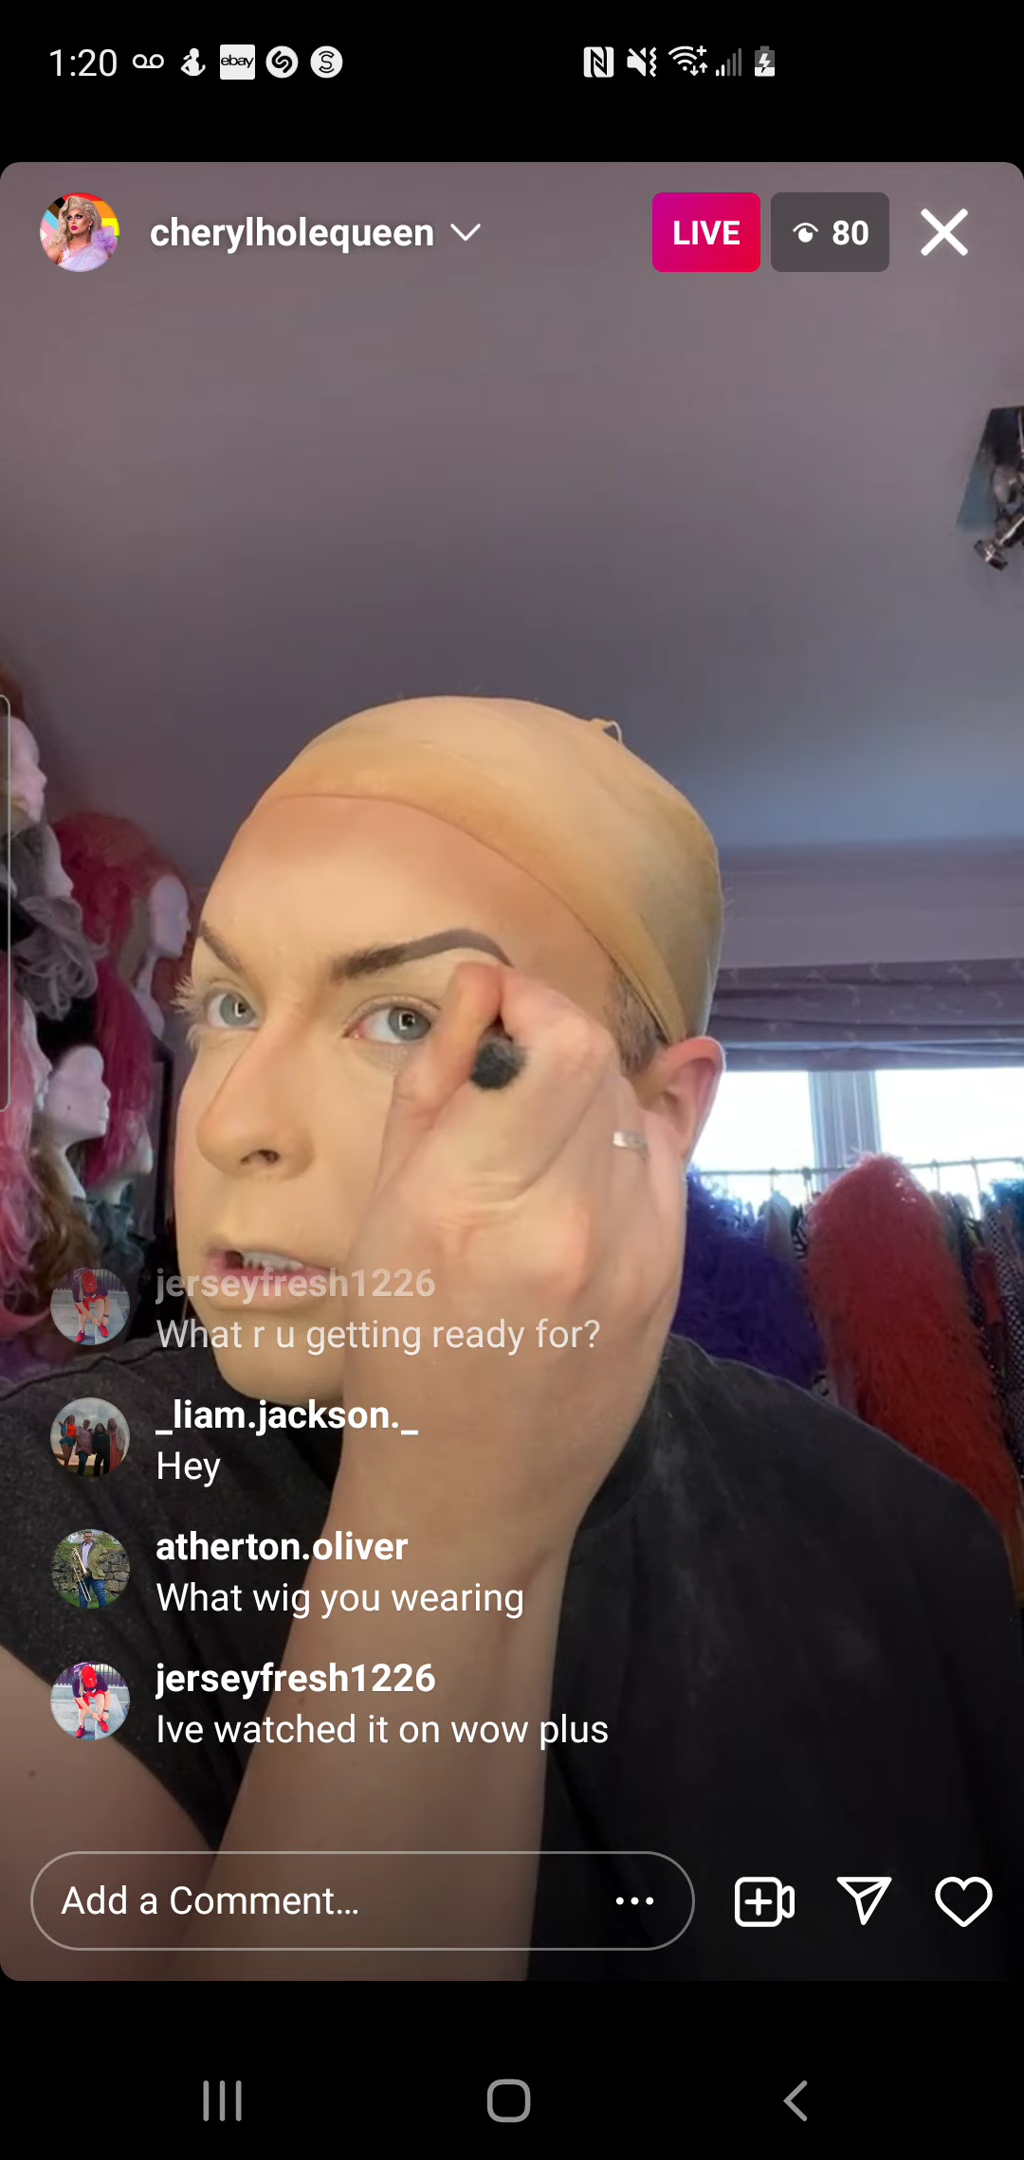 1:20
ebay
cherylholequeen
LIVE
80
jerseyfresh1226
What r u getting ready for?
_liam.jackson._
Hey
atherton.oliver
What wig you wearing
jerseyfresh1226
Ive watched it on wow plus
Add a Comment...